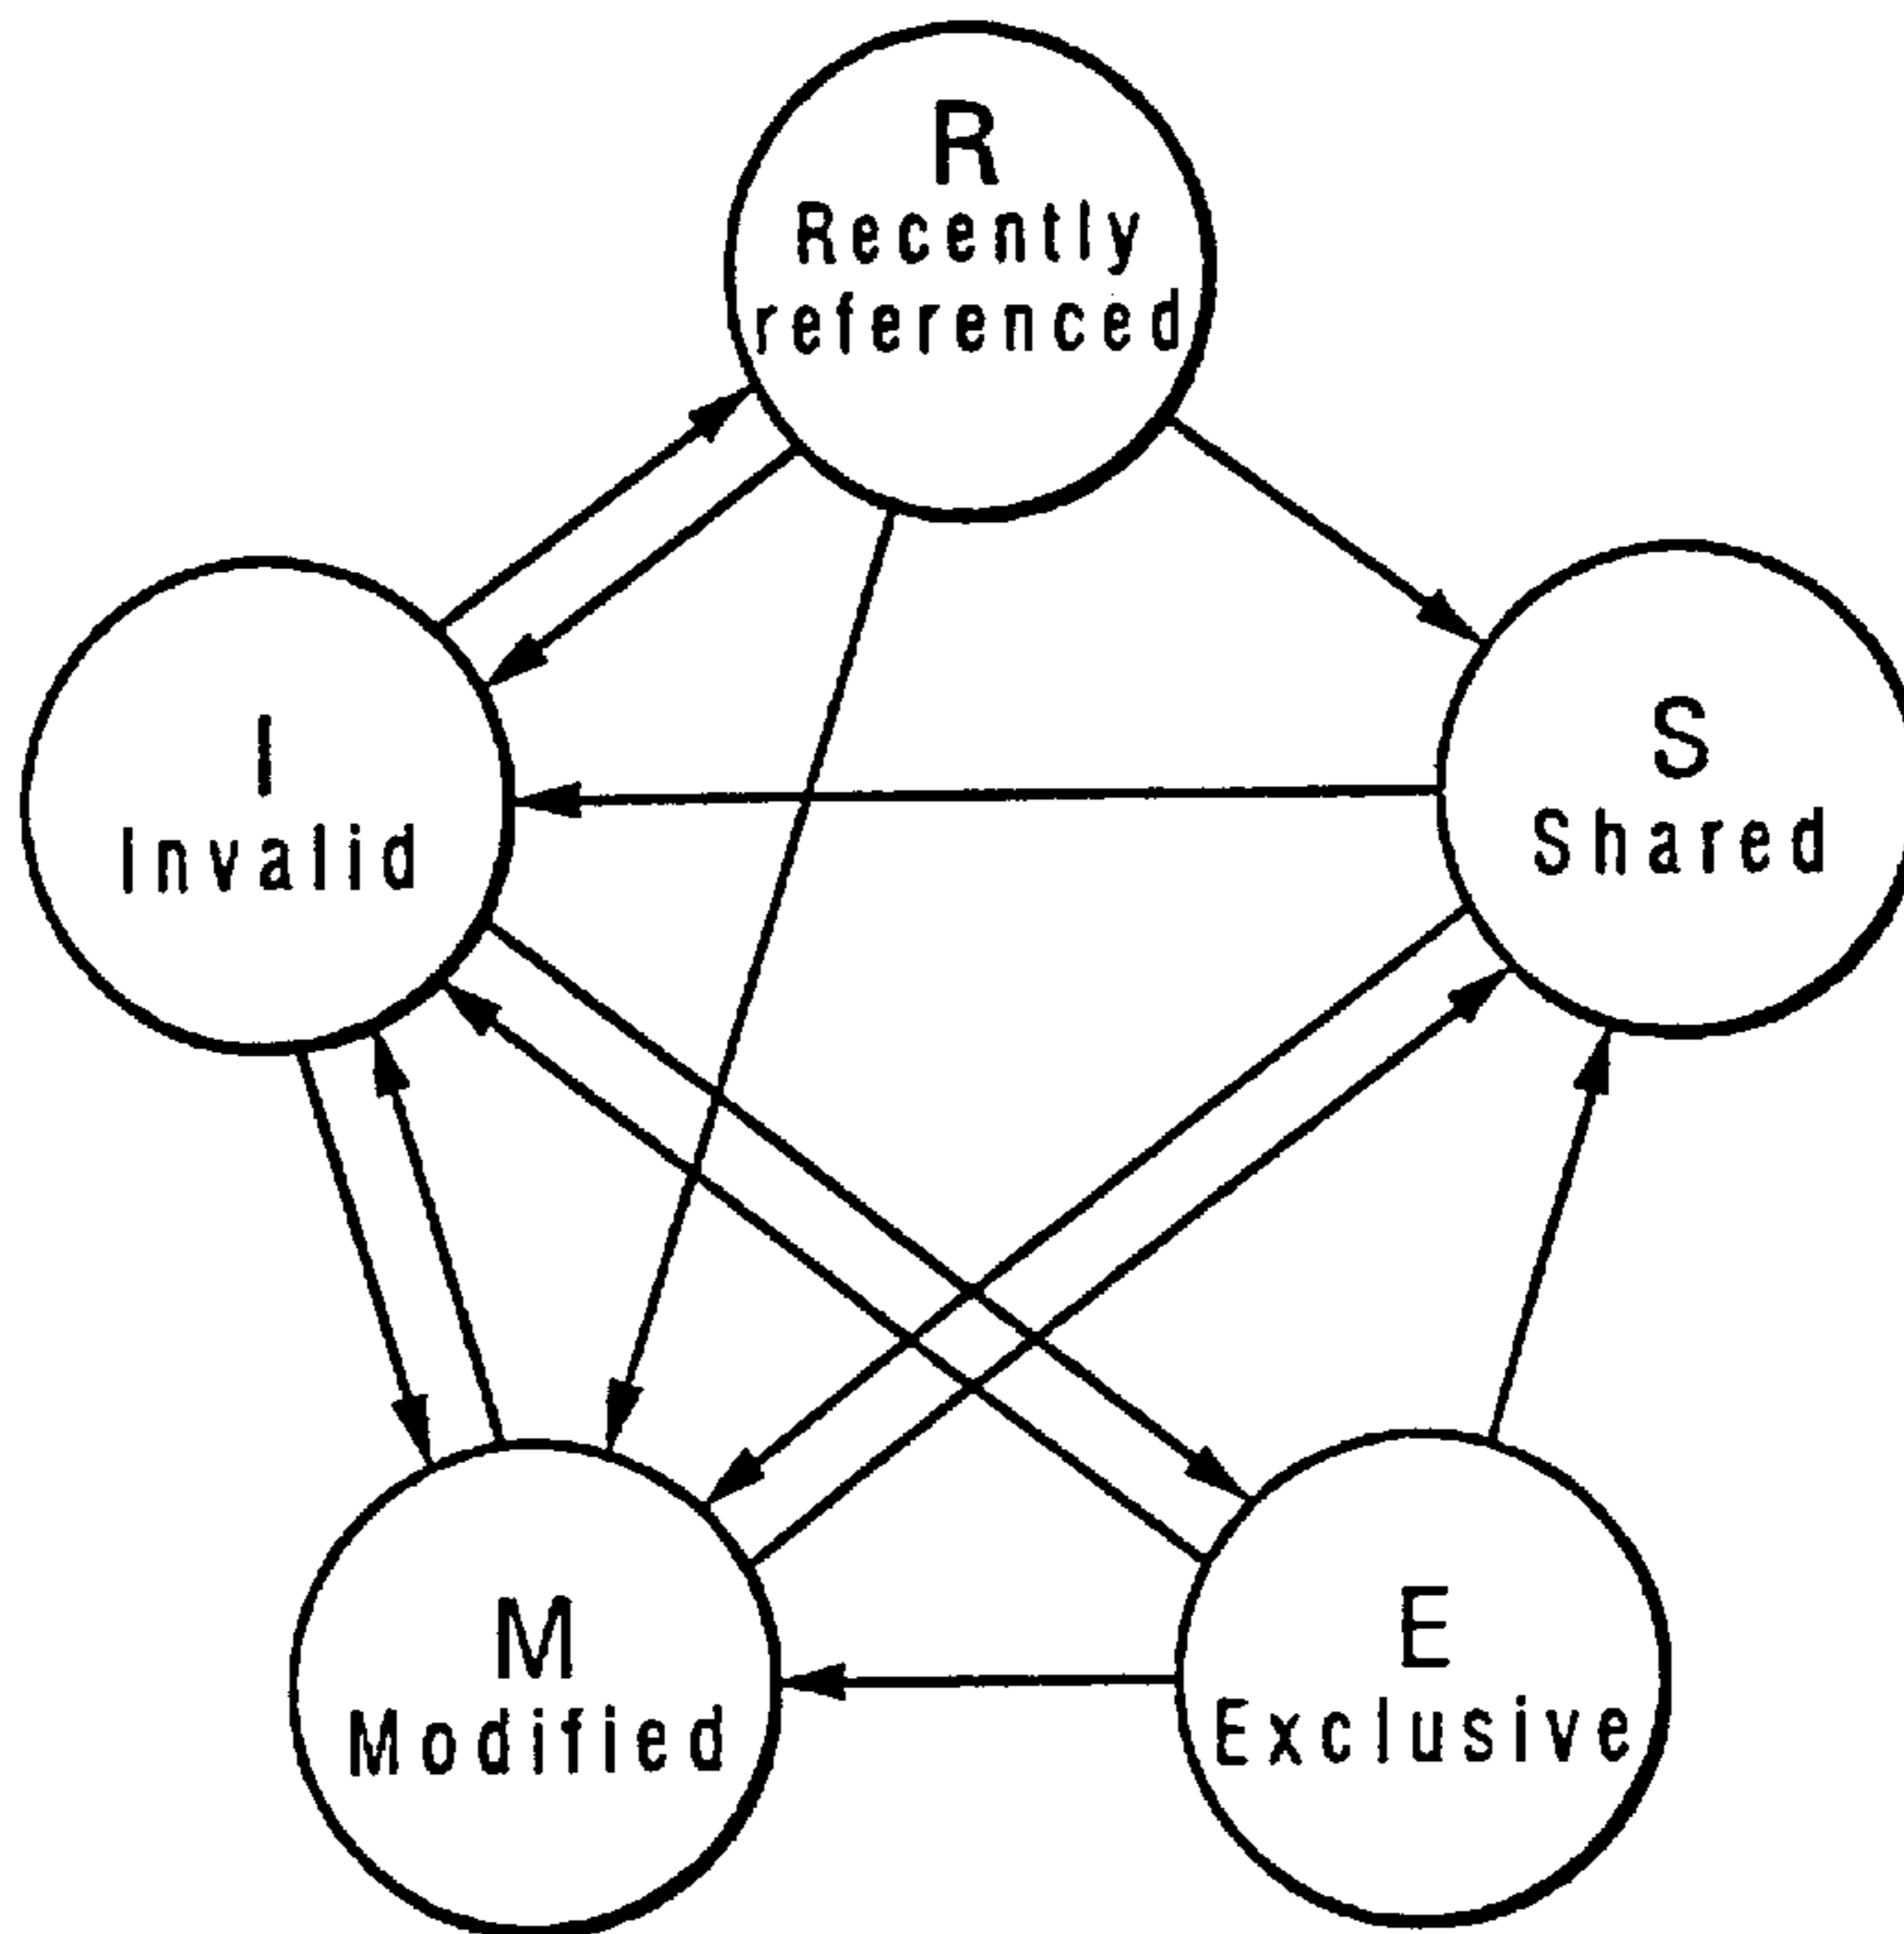 R
Recently
referenced
I
Invalid
S
Shared
M
Modified
E
Exclusive